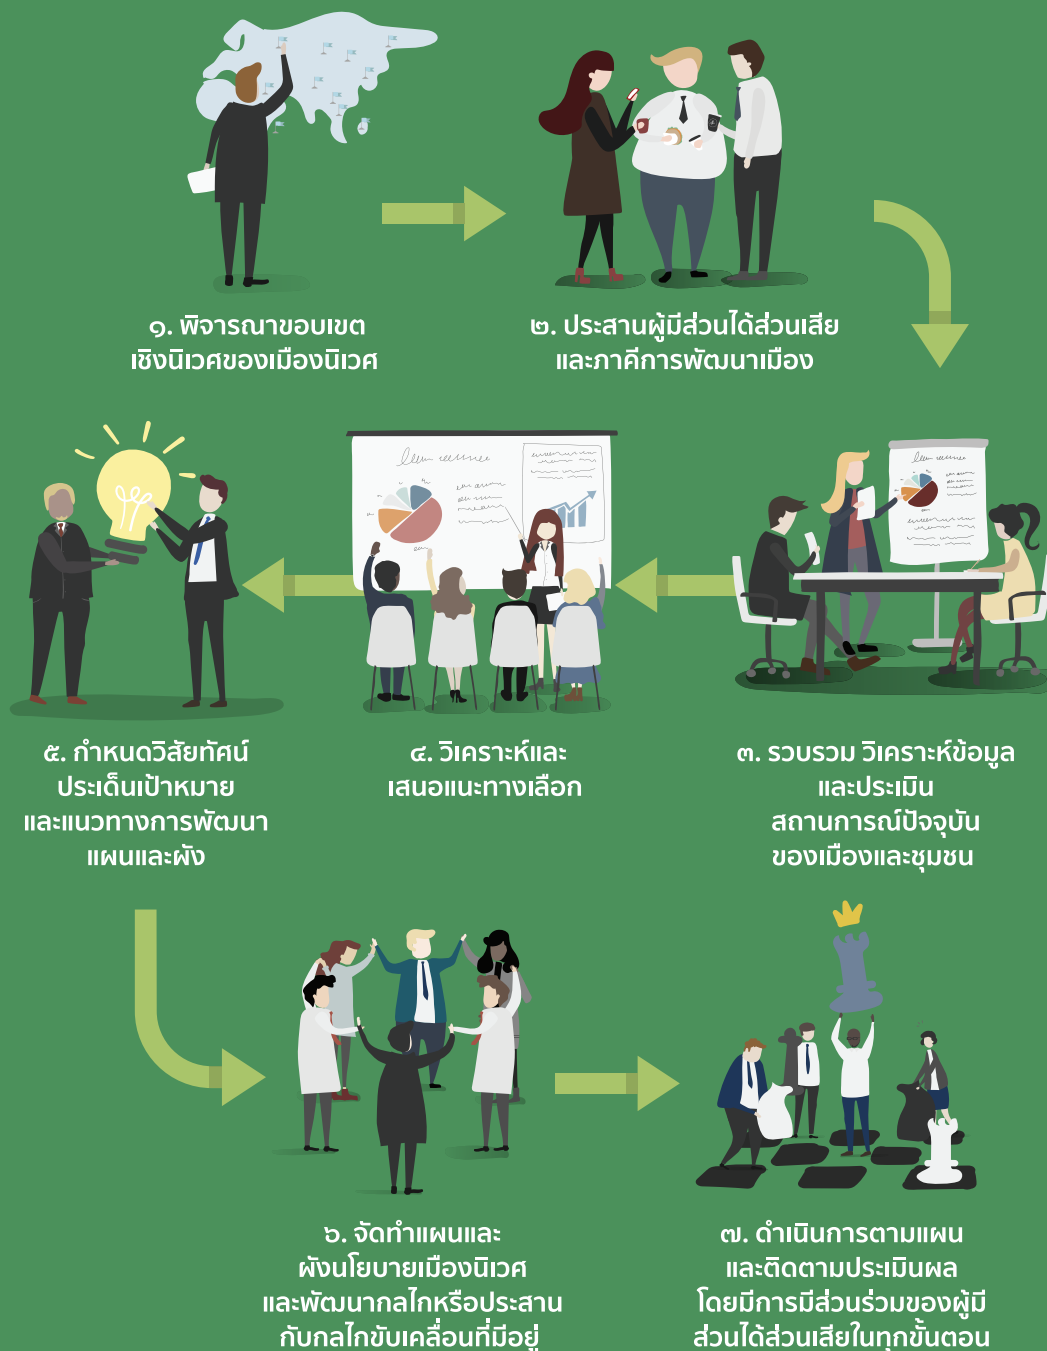 ๑. พิจารณาขอบเขต
เชิงนิเวศของเมืองนิเวศ
๒. ประสานผู้มีส่วนได้ส่วนเสีย
และภาคีการพัฒนาเมือง
๓. รวบรวม วิเคราะห์ข้อมูล
และประเมิน
สถานการณ์ปัจจุบัน
ของเมืองและชุมชน
๔. วิเคราะห์และ
เสนอแนะทางเลือก
๕. กำหนดวิสัยทัศน์
ประเด็นเป้าหมาย
และแนวทางการพัฒนา
แผนและผัง
๖. จัดทำแผนและ
ผังนโยบายเมืองนิเวศ
และพัฒนากลไกหรือประสาน
กับกลไกขับเคลื่อนที่มีอยู่
๗. ดำเนินการตามแผน
และติดตามประเมินผล
โดยมีการมีส่วนร่วมของผู้มี
ส่วนได้ส่วนเสียในทุกขั้นตอน